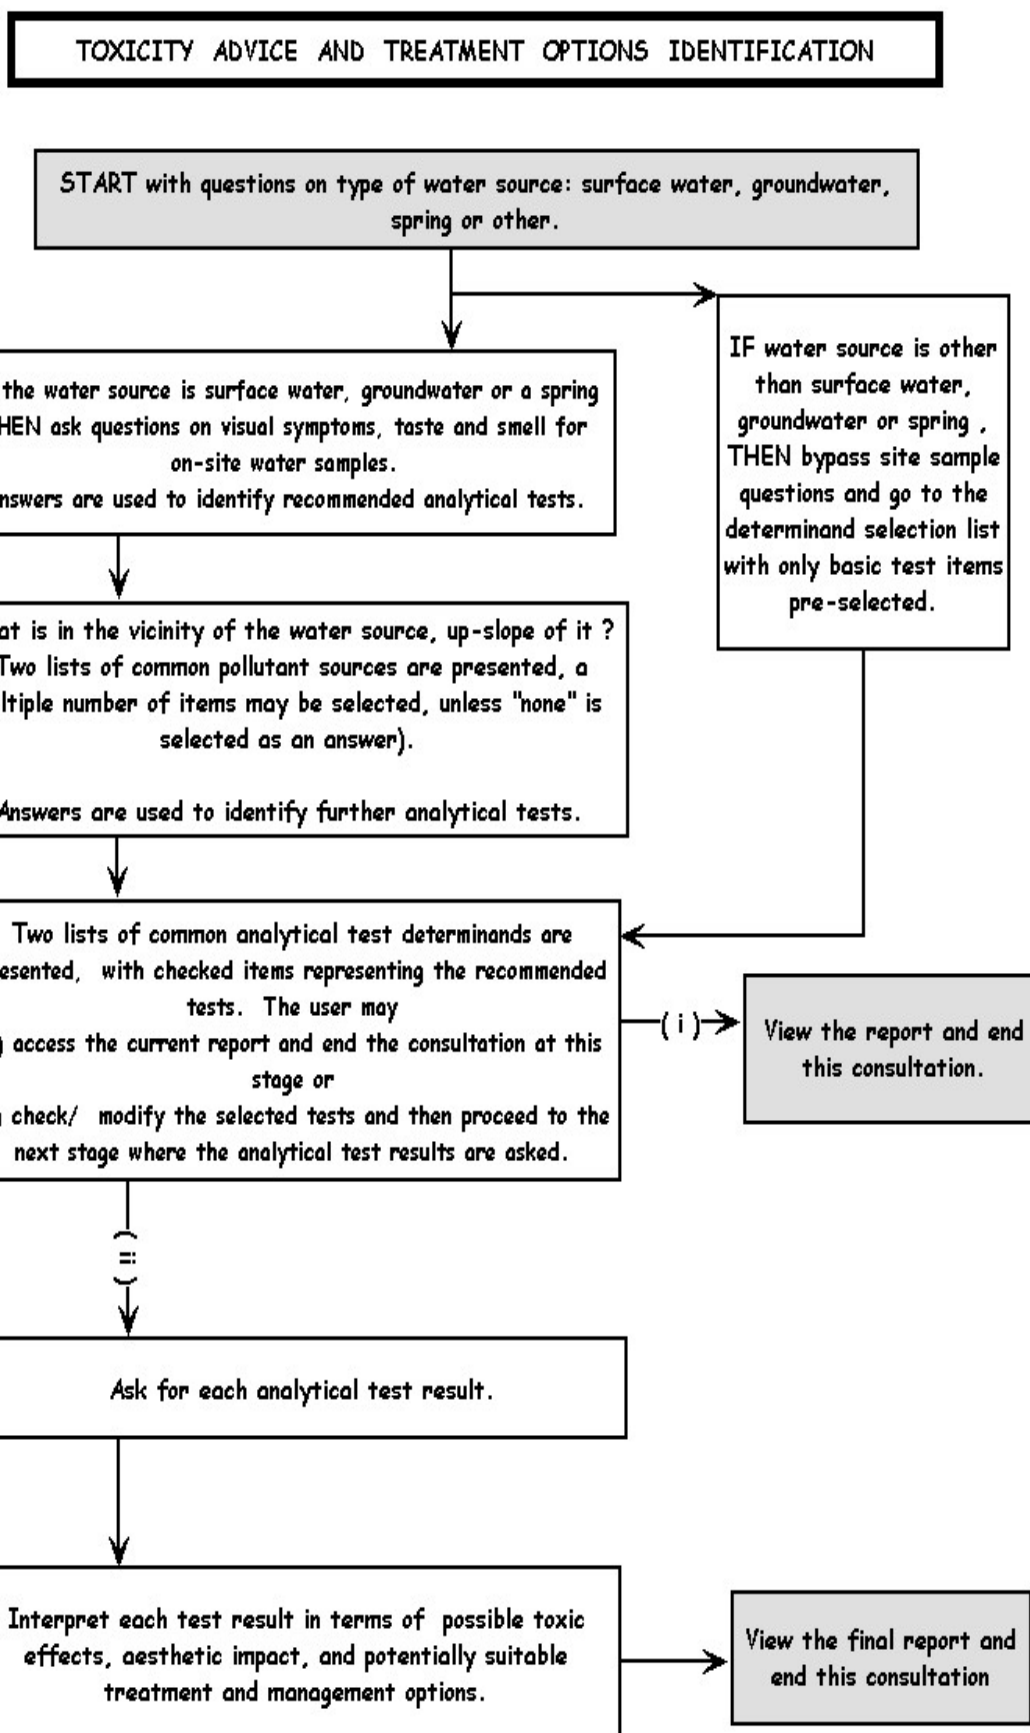 TOXICITY ADVICE AND TREATMENT OPTIONS IDENTIFICATION
START with questions on type of water source: surface water, groundwater,
spring or other.
the water source is surface water, groundwater or a spring
HEN ask questions on visual symptoms, taste and smell for
on-site water samples.
nswers are used to identify recommended analytical tests.
IF water source is other
than surface water,
groundwater or spring ,
THEN bypass site sample
questions and go to the
determinand selection list
with only basic test items
pre-selected.
at is in the vicinity of the water source, up-slope of it ?
Two lists of common pollutant sources are presented, a
ltiple number of items may be selected, unless "none" is
selected as an answer).
Answers are used to identify further analytical tests.
Two lists of common analytical test determinands are
esented, with checked items representing the recommended
tests. The user may
) access the current report and end the consultation at this
stage or
) check/ modify the selected tests and then proceed to the
next stage where the analytical test results are asked.
( i )
View the report and end
this consultation.
( ii )
Ask for each analytical test result.
Interpret each test result in terms of possible toxic
effects, aesthetic impact, and potentially suitable
treatment and management options.
View the final report and
end this consultation